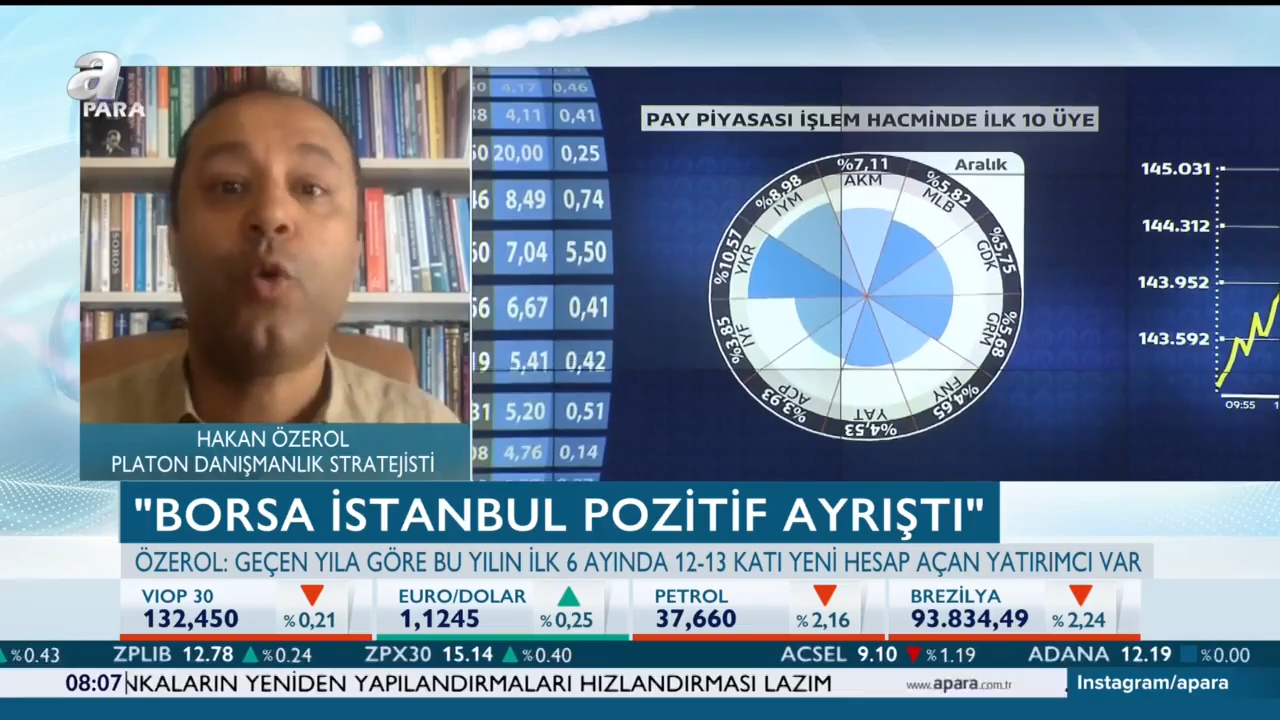 a
PARA
SOROS
4,17 0,46
4,11 0,41
20,00 0,25
8,49 0,74
7,04 5,50
6,67 0,41
5,41 0,42
5,20 0,51
4,76 0,14
PAY PİYASASI İŞLEM HACMİNDE İLK 10 ÜYE
Aralık
%7,11 AKM
%5,82 MLB
%5,75 GDK
%5,68 GRM
%4,65 FNY
%4,53 YAT
%3,93 ACP
%3,85 IYF
%10,57 YKR
%8,98 IYM
145.031
144.312
143.952
143.592
09:55
HAKAN ÖZEROL
PLATON DANIŞMANLIK STRATEJİSTİ
"BORSA İSTANBUL POZİTİF AYRIŞTI"
ÖZEROL: GEÇEN YILA GÖRE BU YILIN İLK 6 AYINDA 12-13 KATI YENİ HESAP AÇAN YATIRIMCI VAR
VIOP 30 EURO/DOLAR PETROL BREZİLYA
132,450 %0,21 1,1245 %0,25 37,660 %2,16 93.834,49 %2,24
%0.43 ZPLIB 12.78 %0.24 ZPX30 15.14 %0.40 ACSEL 9.10 %1.19 ADANA 12.19 %0.00
08:07 NKALARIN YENİDEN YAPILANDIRMALARI HIZLANDIRMASI LAZIM www.apara.com.tr Instagram/apara